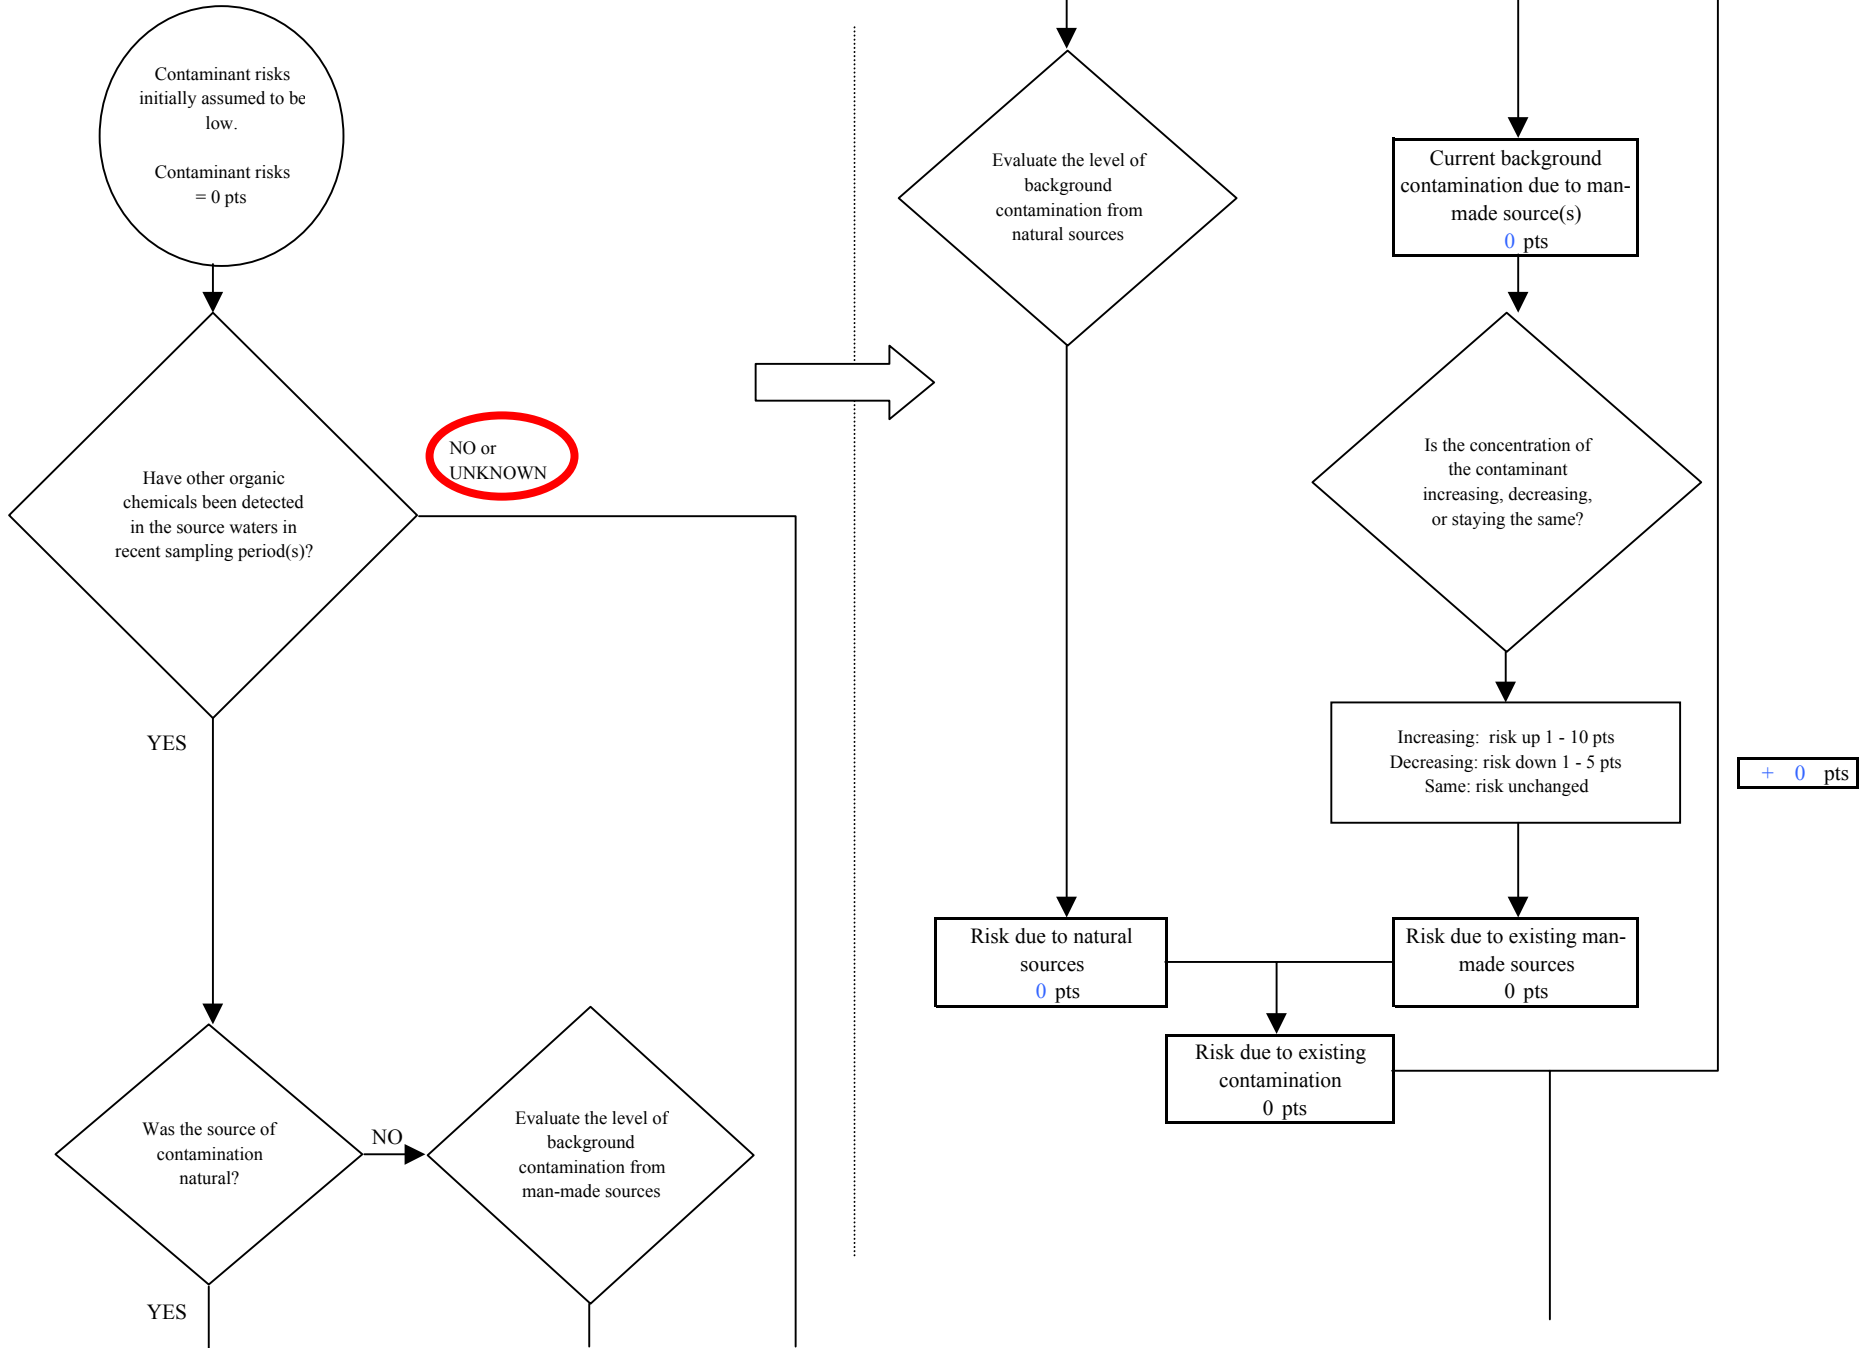 Contaminant risks
initially assumed to be
low.
Contaminant risks
= 0 pts
Have other organic
chemicals been detected
in the source waters in
recent sampling period(s)?
NO or
UNKNOWN
YES
Was the source of
contamination
natural?
NO
Evaluate the level of
background
contamination from
man-made sources
YES
Evaluate the level of
background
contamination from
natural sources
Current background
contamination due to man-
made source(s)
0 pts
Is the concentration of
the contaminant
increasing, decreasing,
or staying the same?
Increasing: risk up 1 - 10 pts
Decreasing: risk down 1 - 5 pts
Same: risk unchanged
+ 0 pts
Risk due to natural
sources
0 pts
Risk due to existing man-
made sources
0 pts
Risk due to existing
contamination
0 pts